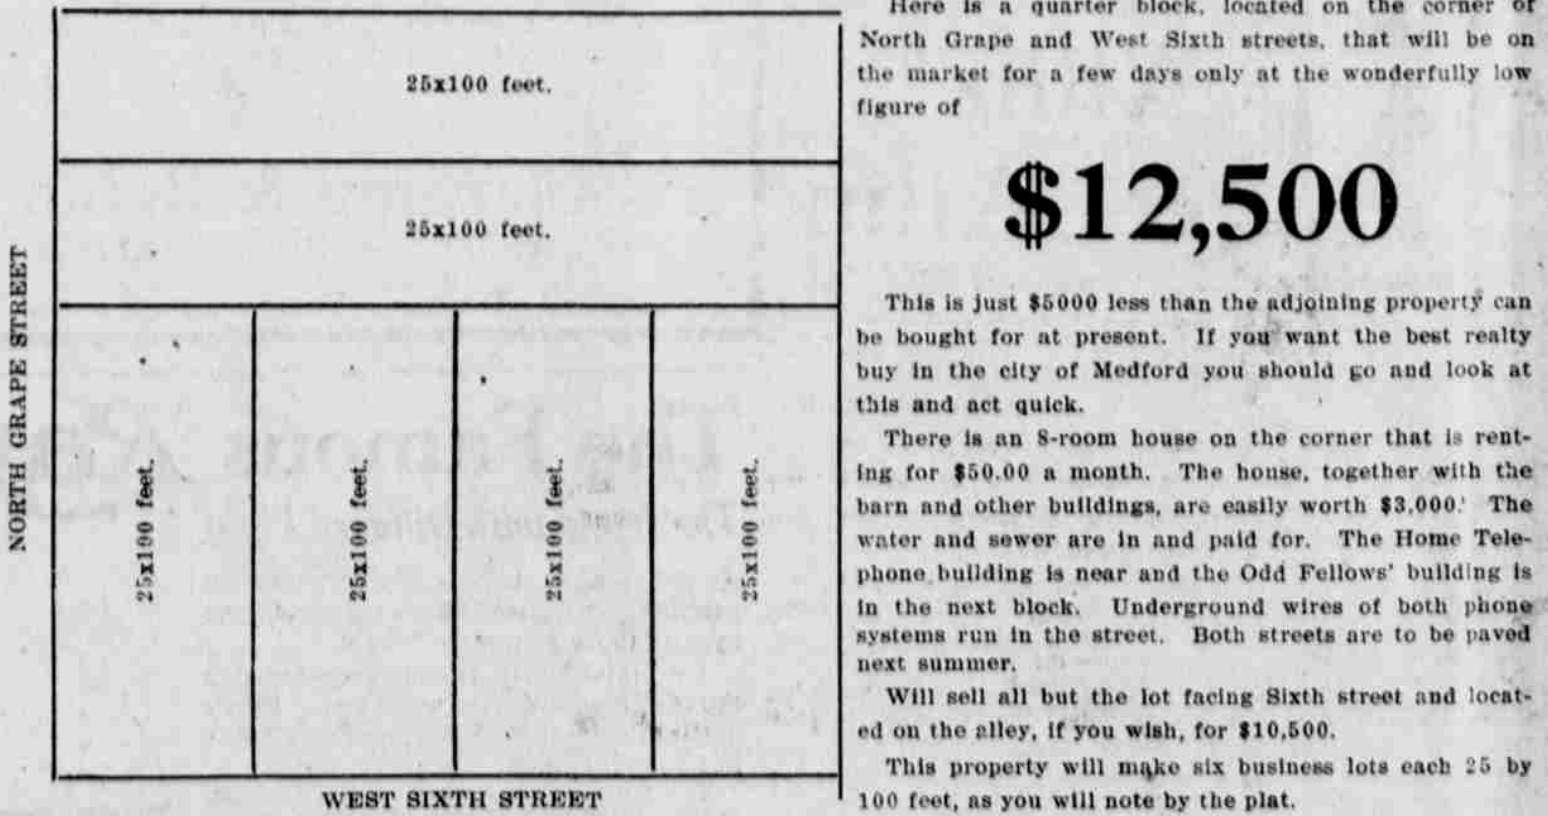 25x100 feet.
25x100 feet.
NORTH GRAPE STREET
25x100 feet.
25x100 feet.
25x100 feet.
25x100 feet.
WEST SIXTH STREET
Here is a quarter block, located on the corner of
North Grape and West Sixth streets, that will be on
the market for a few days only at the wonderfully low
figure of
$12,500
This is just $5000 less than the adjoining property can
be bought for at present. If you want the best realty
buy in the city of Medford you should go and look at
this and act quick.
There is an 8-room house on the corner that is rent-
ing for $50.00 a month. The house, together with the
barn and other buildings, are easily worth $3,000. The
water and sewer are in and paid for. The Home Tele-
phone building is near and the Odd Fellows' building is
in the next block. Underground wires of both phone
systems run in the street. Both streets are to be paved
next summer.
Will sell all but the lot facing Sixth street and locat-
ed on the alley, if you wish, for $10,500.
This property will make six business lots each 25 by
100 feet, as you will note by the plat.